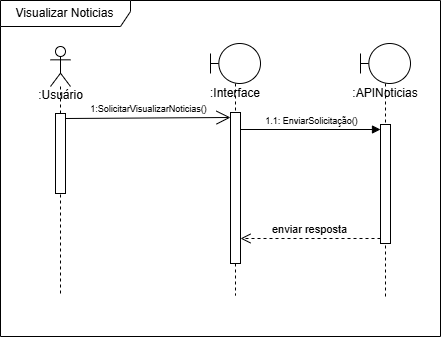 Visualizar Noticias
:Usuário
:Interface
:APINoticias
1:SolicitarVisualizarNoticias()
1.1: EnviarSolicitação()
enviar resposta